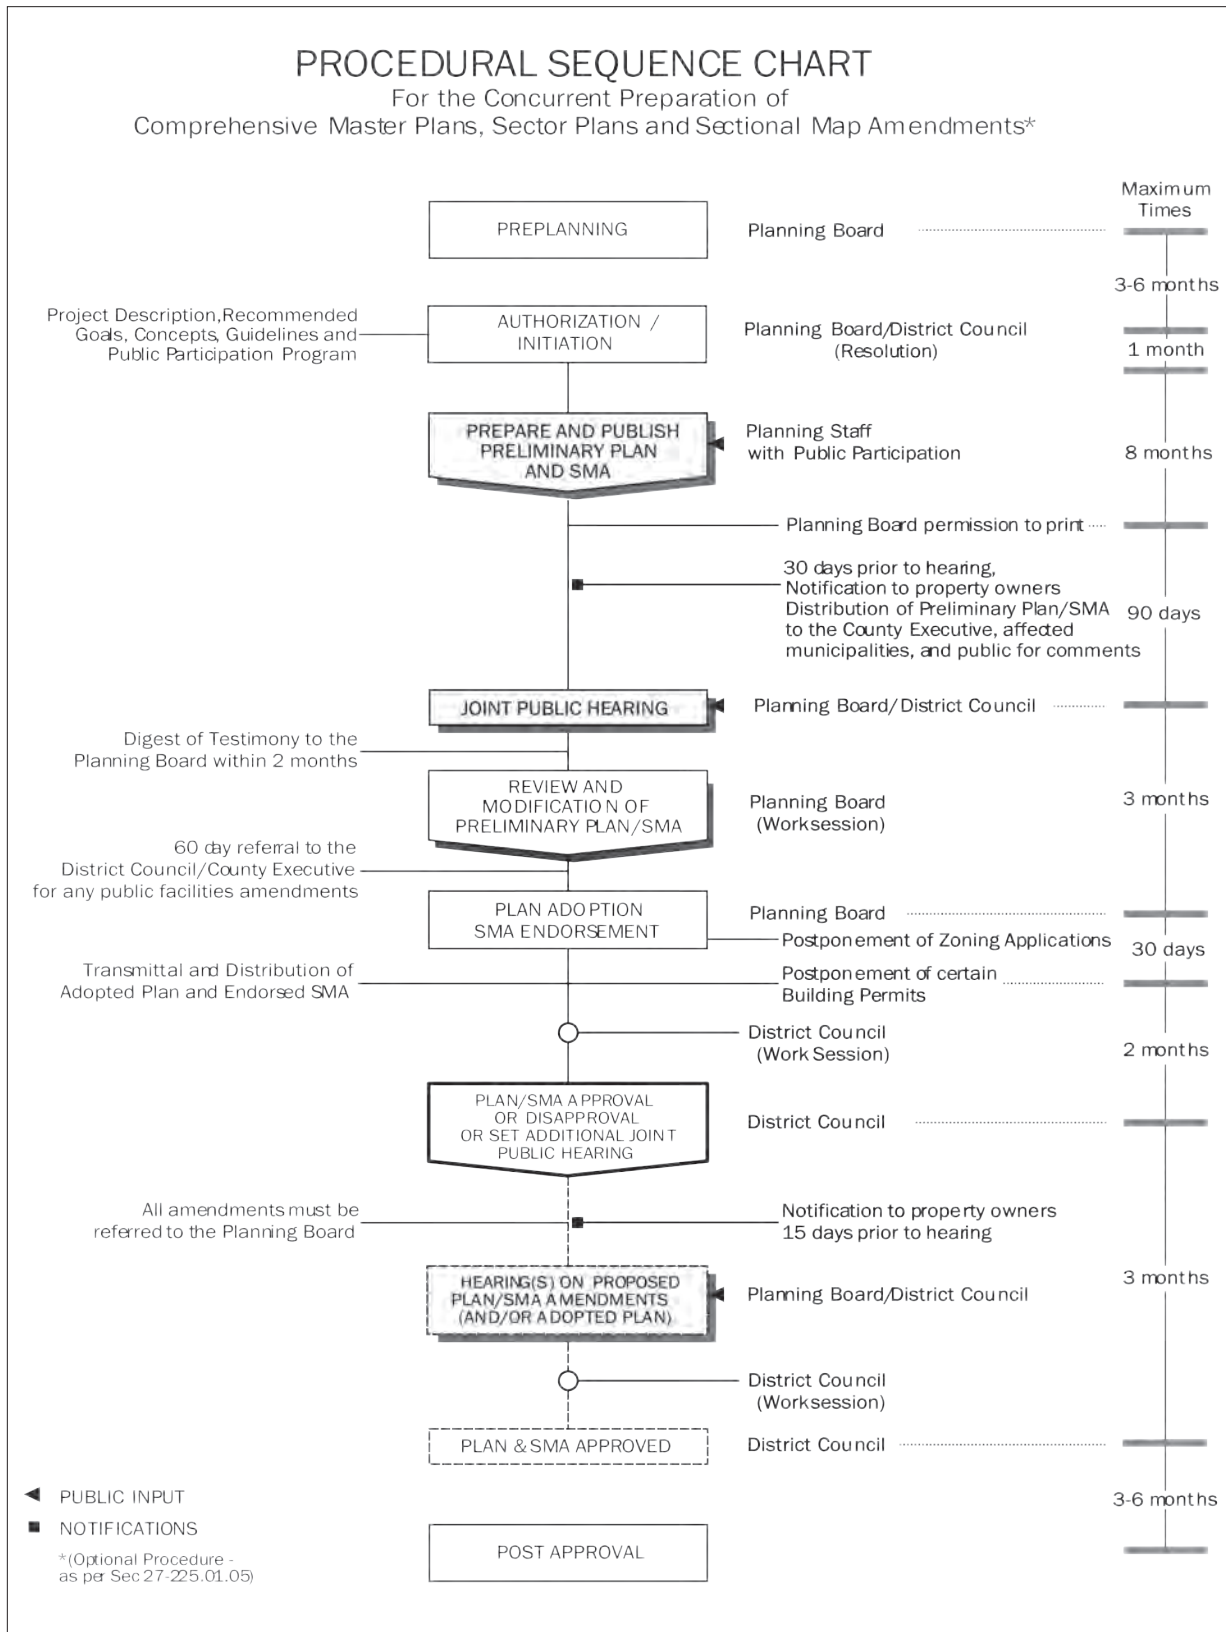 PROCEDURAL SEQUENCE CHART
For the Concurrent Preparation of
Comprehensive Master Plans, Sector Plans and Sectional Map Amendments*
Maximum
Times
PREPLANNING
Planning Board
3-6 months
Project Description, Recommended
Goals, Concepts, Guidelines and
Public Participation Program
AUTHORIZATION /
INITIATION
Planning Board/District Council
(Resolution)
1 month
PREPARE AND PUBLISH
PRELIMINARY PLAN
AND SMA
Planning Staff
with Public Participation
8 months
Planning Board permission to print
30 days prior to hearing,
Notification to property owners
Distribution of Preliminary Plan/SMA
to the County Executive, affected
municipalities, and public for comments
90 days
JOINT PUBLIC HEARING
Planning Board/District Council
Digest of Testimony to the
Planning Board within 2 months
REVIEW AND
MODIFICATION OF
PRELIMINARY PLAN/SMA
Planning Board
(Worksession)
3 months
60 day referral to the
District Council/County Executive
for any public facilities amendments
PLAN ADOPTION
SMA ENDORSEMENT
Planning Board
Postponement of Zoning Applications
30 days
Transmittal and Distribution of
Adopted Plan and Endorsed SMA
Postponement of certain
Building Permits
District Council
(Work Session)
2 months
PLAN/SMA APPROVAL
OR DISAPPROVAL
OR SET ADDITIONAL JOINT
PUBLIC HEARING
District Council
All amendments must be
referred to the Planning Board
Notification to property owners
15 days prior to hearing
HEARING(S) ON PROPOSED
PLAN/SMA AMENDMENTS
(AND/OR ADOPTED PLAN)
Planning Board/District Council
3 months
District Council
(Worksession)
PLAN & SMA APPROVED
District Council
3-6 months
PUBLIC INPUT
NOTIFICATIONS
*(Optional Procedure -
as per Sec 27-225.01.05)
POST APPROVAL